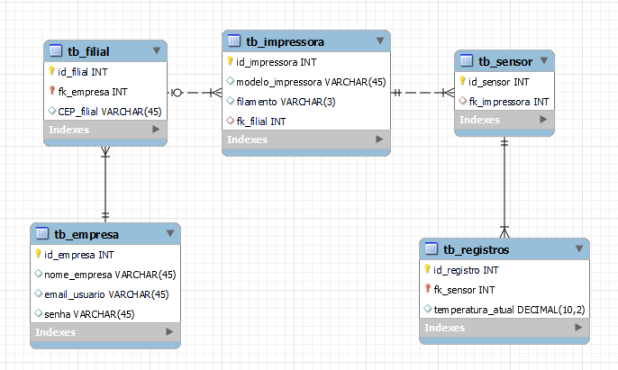 tb_filial
id_filial INT
fk_empresa INT
CEP_filial VARCHAR(45)
Indexes
tb_impressora
id_impressora INT
modelo_impressora VARCHAR(45)
filamento VARCHAR(3)
fk_filial INT
Indexes
tb_sensor
id_sensor INT
fk_impressora INT
Indexes
tb_empresa
id_empresa INT
nome_empresa VARCHAR(45)
email_usuario VARCHAR(45)
senha VARCHAR(45)
Indexes
tb_registros
id_registro INT
fk_sensor INT
temperatura_atual DECIMAL(10,2)
Indexes